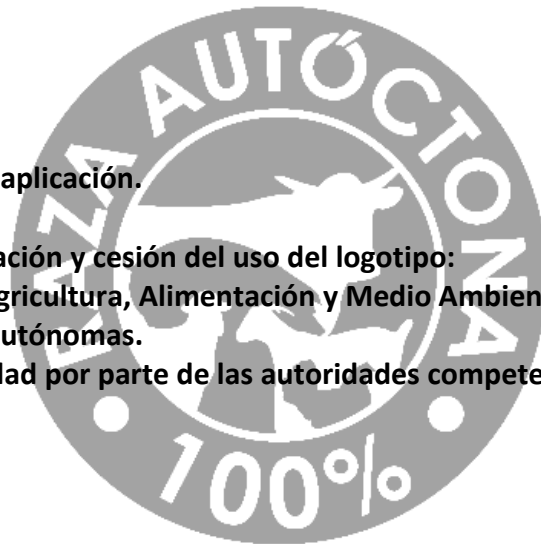 RAZA AUTÓCTONA
aplicación.
ación y cesión del uso del logotipo:
gricultura, Alimentación y Medio Ambien
utónomas.
dad por parte de las autoridades compete
100%